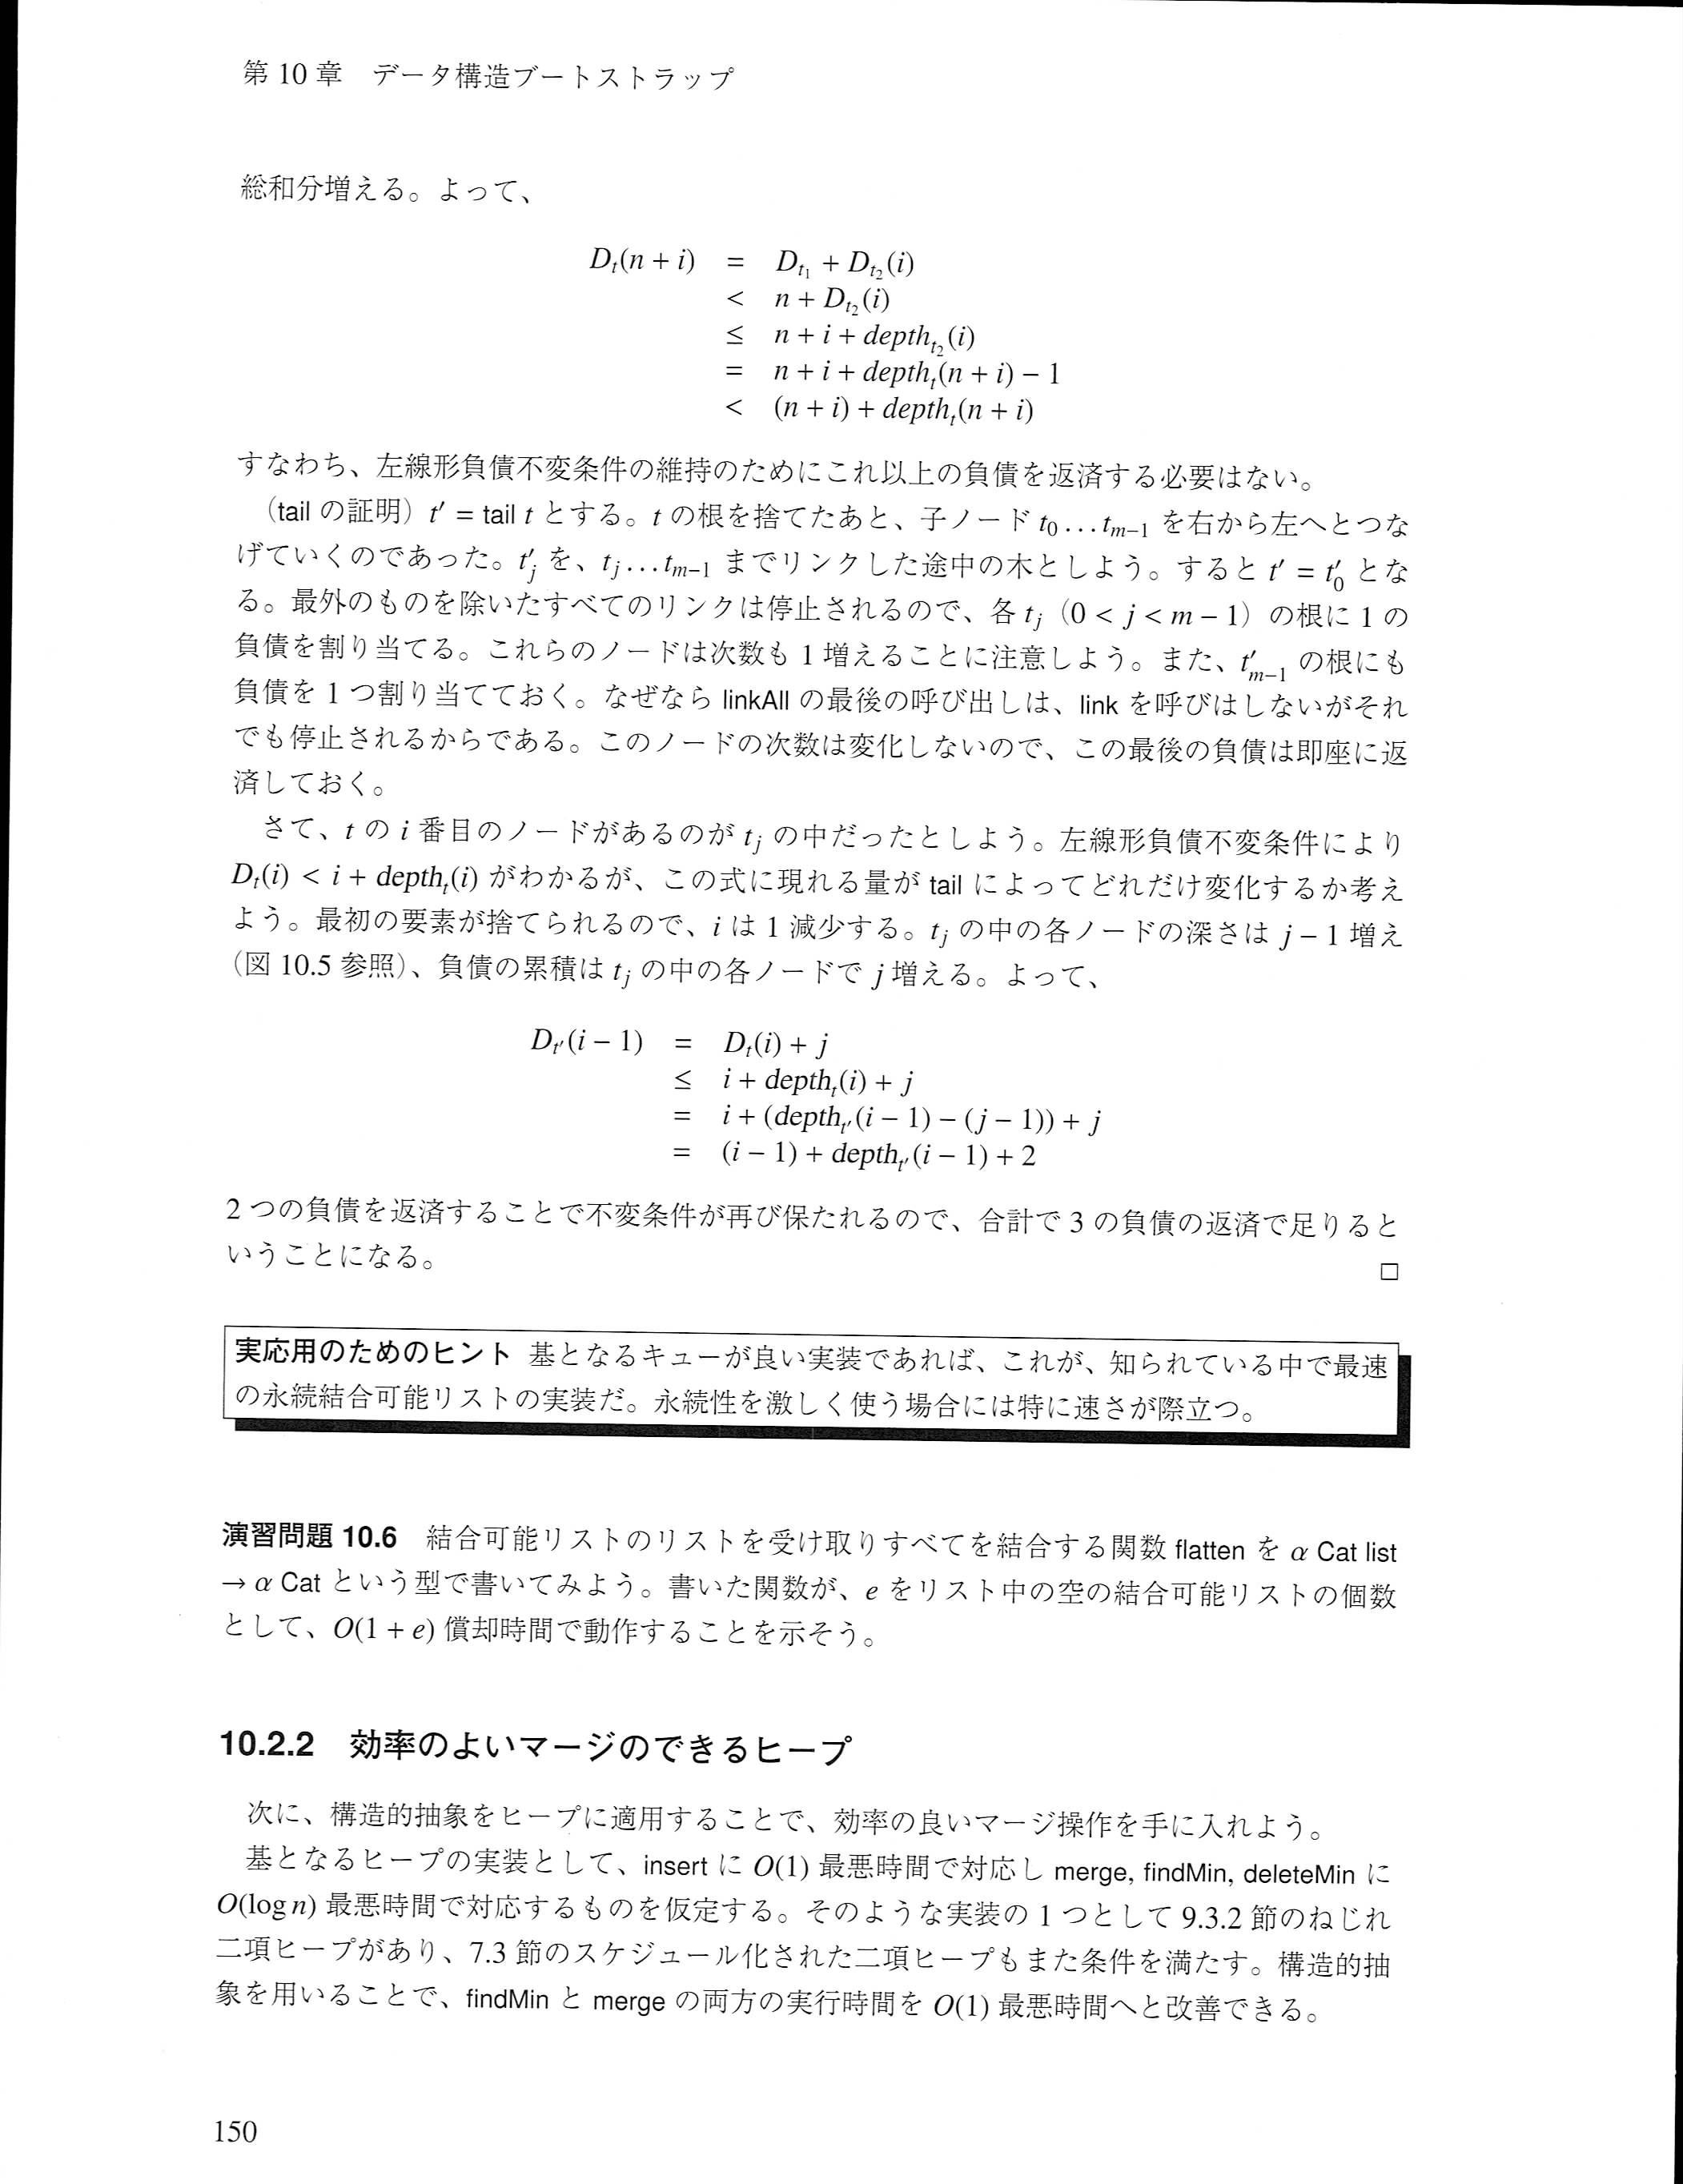 第 10 章　データ構造ブートストラップ
総和分増える。よって、
D_t(n + i) = D_{t_1} + D_{t_2}(i)
< n + D_{t_2}(i)
≤ n + i + depth_{t_2}(i)
= n + i + depth_t(n + i) − 1
< (n + i) + depth_t(n + i)
すなわち、左線形負債不変条件の維持のためにこれ以上の負債を返済する必要はない。
（tail の証明）t′ = tail t とする。t の根を捨てたあと、子ノード t_0 … t_{m−1} を右から左へとつな
げていくのであった。t′_j を、t_j … t_{m−1} までリンクした途中の木としよう。すると t′ = t′_0 とな
る。最外のものを除いたすべてのリンクは停止されるので、各 t_j（0 < j < m − 1）の根に 1 の
負債を割り当てる。これらのノードは次数も 1 増えることに注意しよう。また、t′_{m−1} の根にも
負債を 1 つ割り当てておく。なぜなら linkAll の最後の呼び出しは、link を呼びはしないがそれ
でも停止されるからである。このノードの次数は変化しないので、この最後の負債は即座に返
済しておく。
さて、t の i 番目のノードがあるのが t_j の中だったとしよう。左線形負債不変条件により
D_t(i) < i + depth_t(i) がわかるが、この式に現れる量が tail によってどれだけ変化するか考え
よう。最初の要素が捨てられるので、i は 1 減少する。t_j の中の各ノードの深さは j − 1 増え
（図 10.5 参照）、負債の累積は t_j の中の各ノードで j 増える。よって、
D_{t′}(i − 1) = D_t(i) + j
≤ i + depth_t(i) + j
= i + (depth_{t′}(i − 1) − (j − 1)) + j
= (i − 1) + depth_{t′}(i − 1) + 2
2 つの負債を返済することで不変条件が再び保たれるので、合計で 3 の負債の返済で足りると
いうことになる。 □
実応用のためのヒント 基となるキューが良い実装であれば、これが、知られている中で最速
の永続結合可能リストの実装だ。永続性を激しく使う場合には特に速さが際立つ。
演習問題 10.6　結合可能リストのリストを受け取りすべてを結合する関数 flatten を α Cat list
→ α Cat という型で書いてみよう。書いた関数が、e をリスト中の空の結合可能リストの個数
として、O(1 + e) 償却時間で動作することを示そう。
10.2.2　効率のよいマージのできるヒープ
次に、構造的抽象をヒープに適用することで、効率の良いマージ操作を手に入れよう。
基となるヒープの実装として、insert に O(1) 最悪時間で対応し merge, findMin, deleteMin に
O(log n) 最悪時間で対応するものを仮定する。そのような実装の 1 つとして 9.3.2 節のねじれ
二項ヒープがあり、7.3 節のスケジュール化された二項ヒープもまた条件を満たす。構造的抽
象を用いることで、findMin と merge の両方の実行時間を O(1) 最悪時間へと改善できる。
150